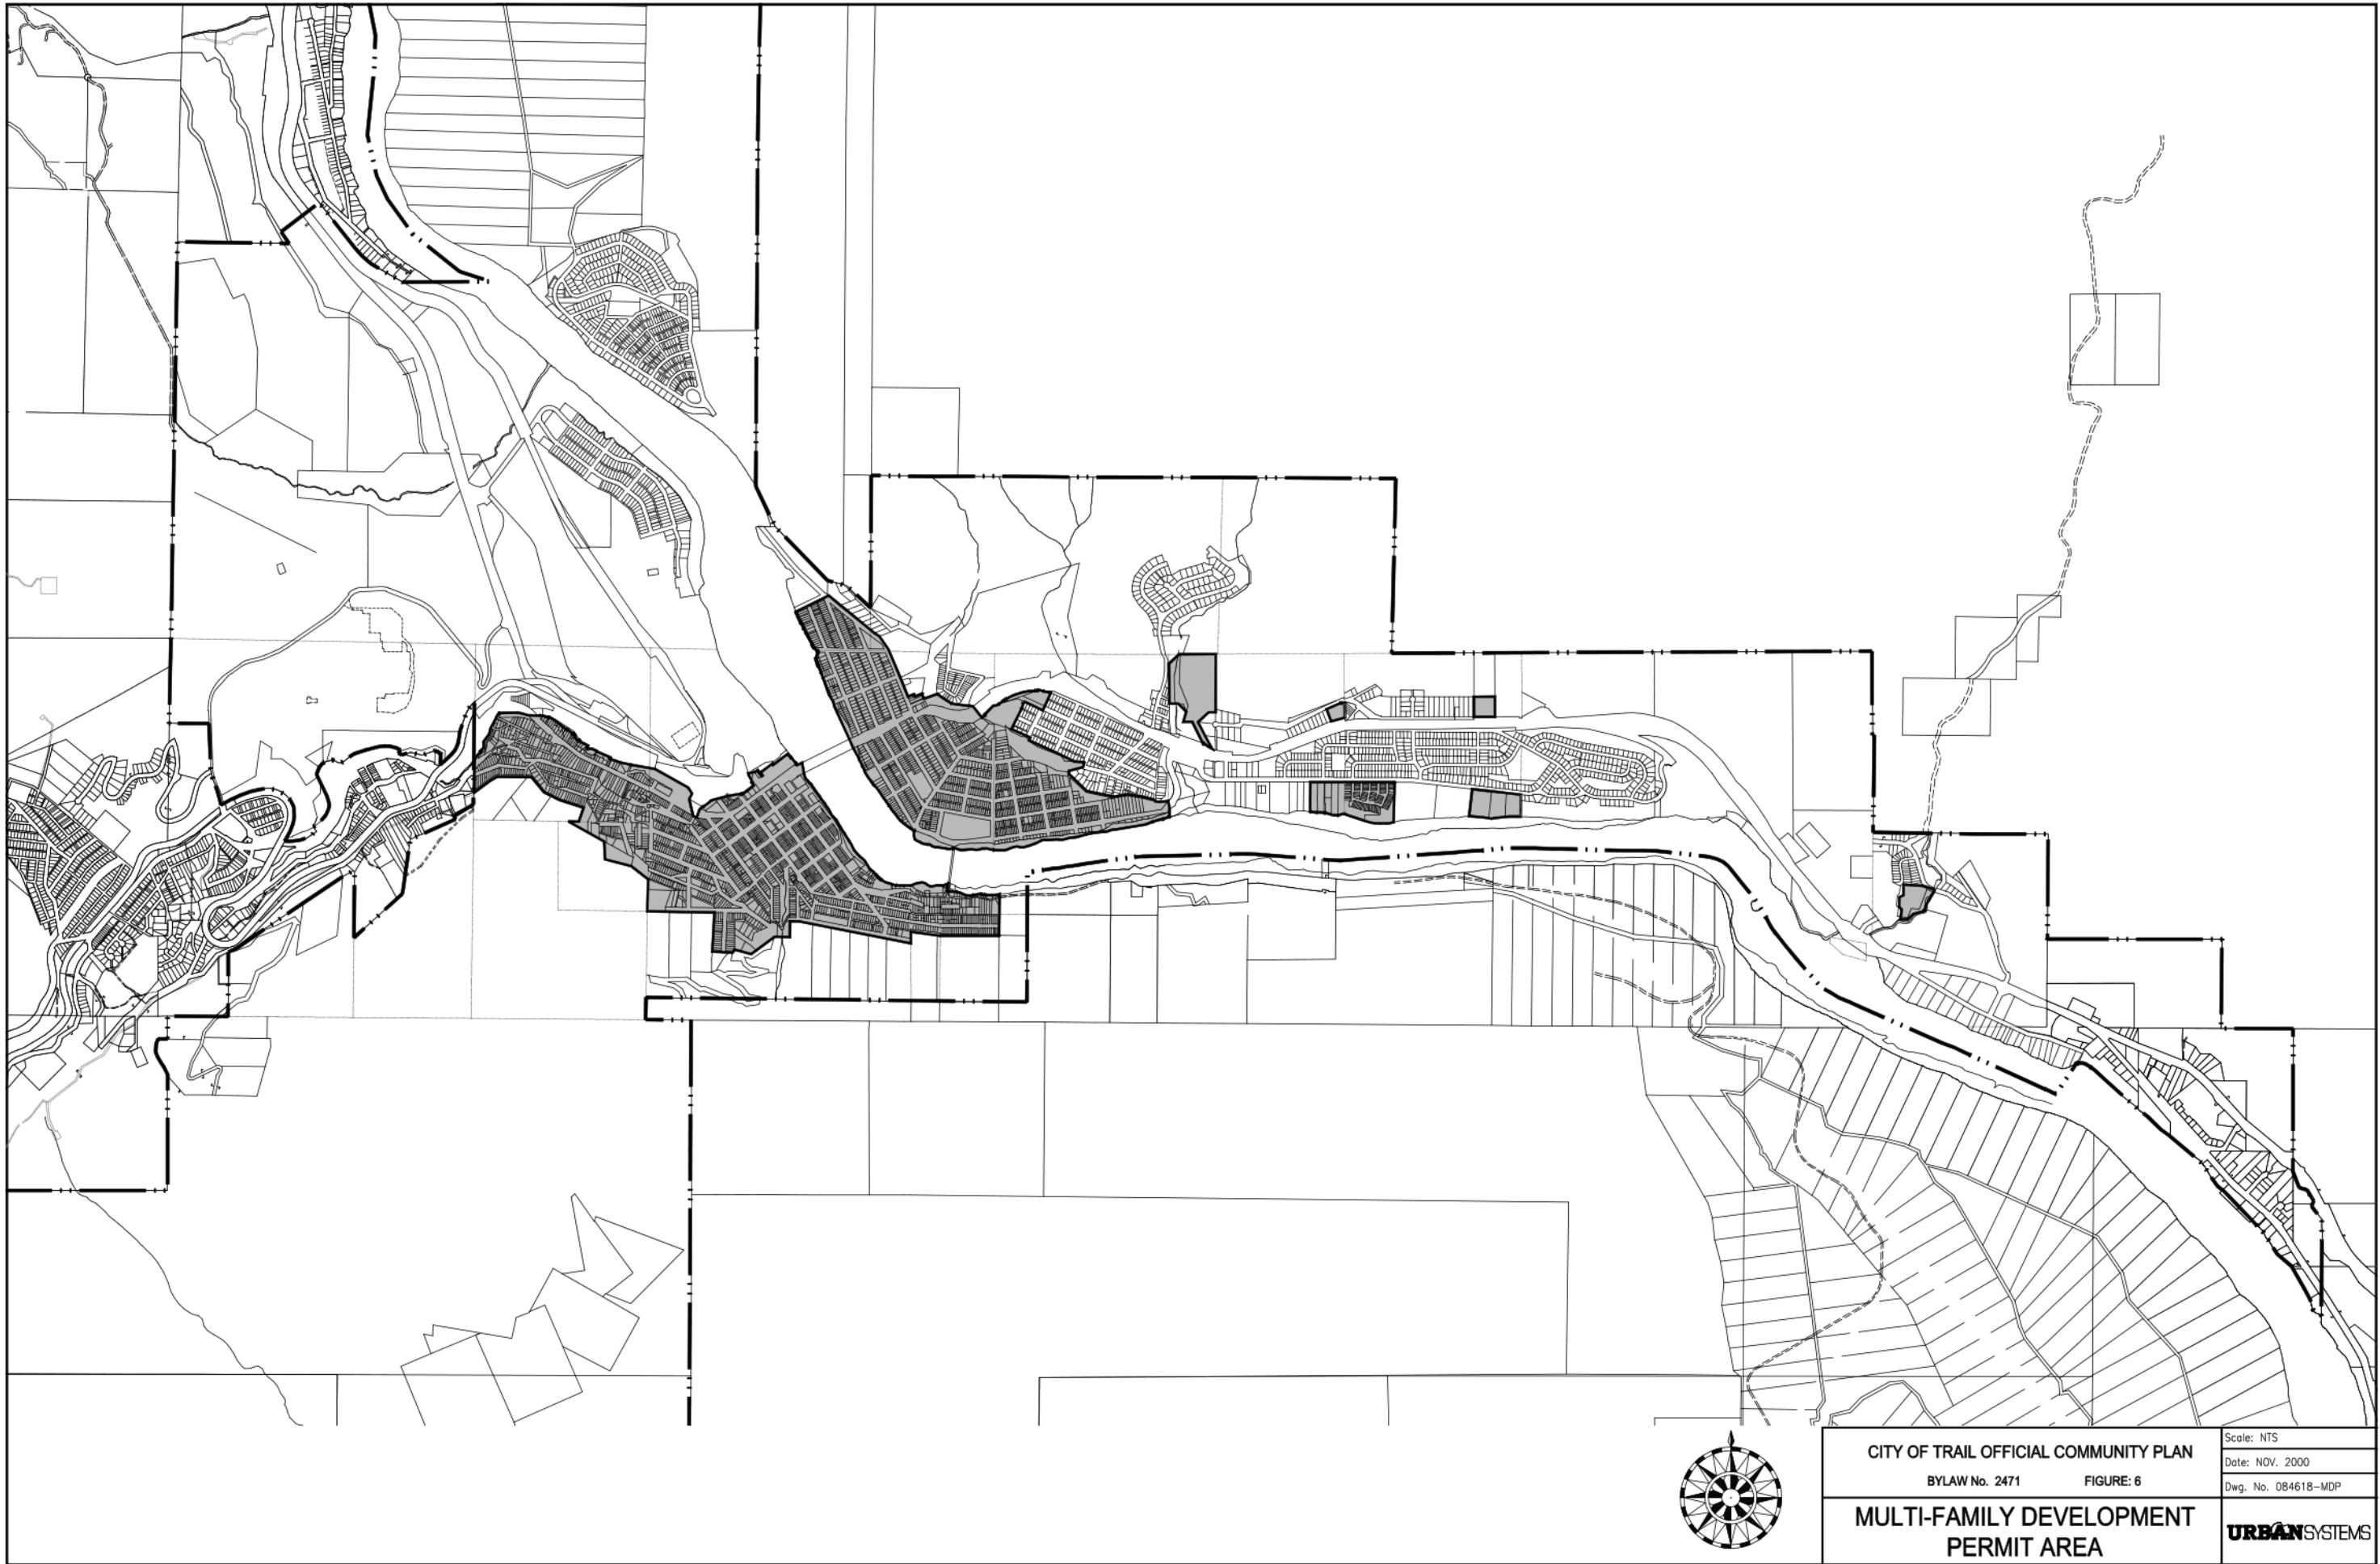 CITY OF TRAIL OFFICIAL COMMUNITY PLAN
BYLAW No. 2471 FIGURE: 6
MULTI-FAMILY DEVELOPMENT
PERMIT AREA
Scale: NTS
Date: NOV. 2000
Dwg. No. 084618-MDP
URBANSYSTEMS